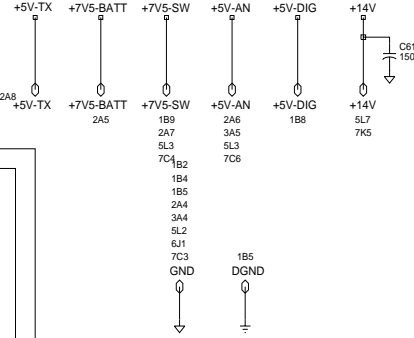 +5V-TX +7V5-BATT +7V5-SW +5V-AN +5V-DIG +14V
C61
150
2A8
+5V-TX +7V5-BATT +7V5-SW +5V-AN +5V-DIG +14V
2A5 1B9 2A6 1B8 5L7
2A7 3A5 7K5
5L3 5L3
7C4 7C6
1B2
1B4
1B5
2A4
3A4
5L2
6J1
7C3 1B5
GND DGND